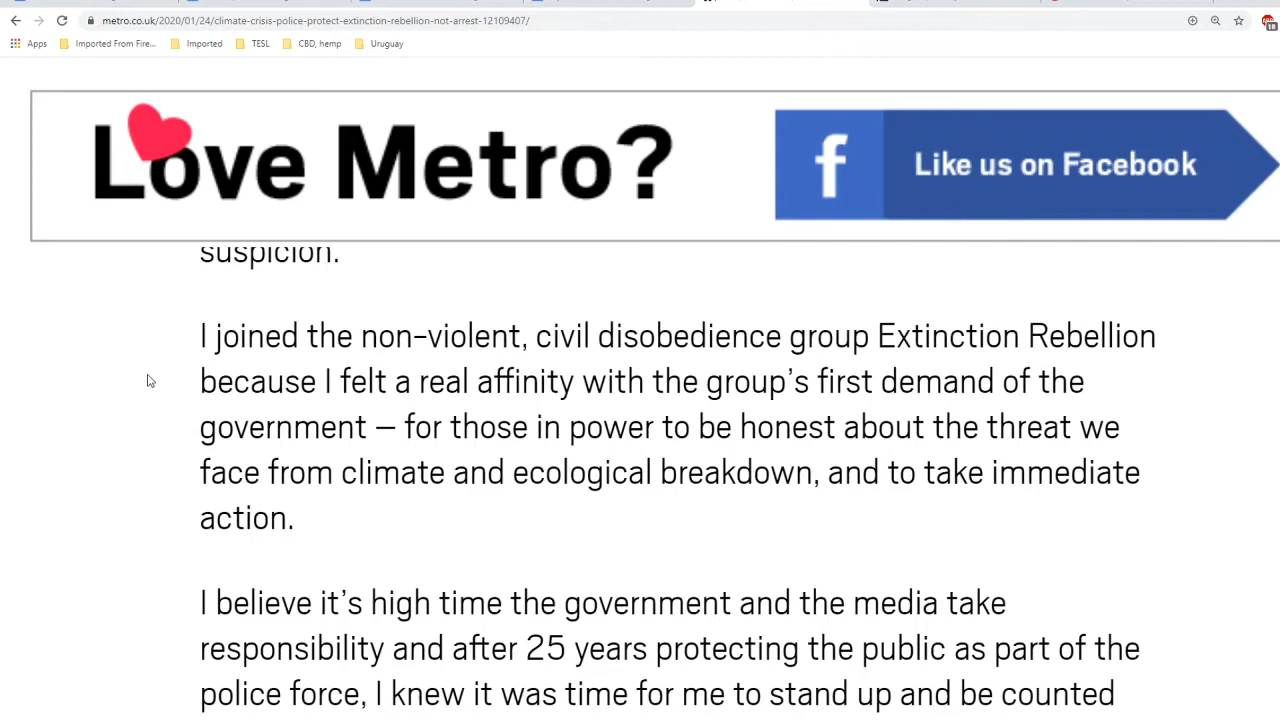 metro.co.uk/2020/01/24/climate-crisis-police-protect-extinction-rebellion-not-arrest-12109407/
Apps Imported From Fire... Imported TESL CBD, hemp Uruguay
Love Metro? f Like us on Facebook
suspicion.
I joined the non-violent, civil disobedience group Extinction Rebellion
because I felt a real affinity with the group's first demand of the
government – for those in power to be honest about the threat we
face from climate and ecological breakdown, and to take immediate
action.
I believe it's high time the government and the media take
responsibility and after 25 years protecting the public as part of the
police force, I knew it was time for me to stand up and be counted